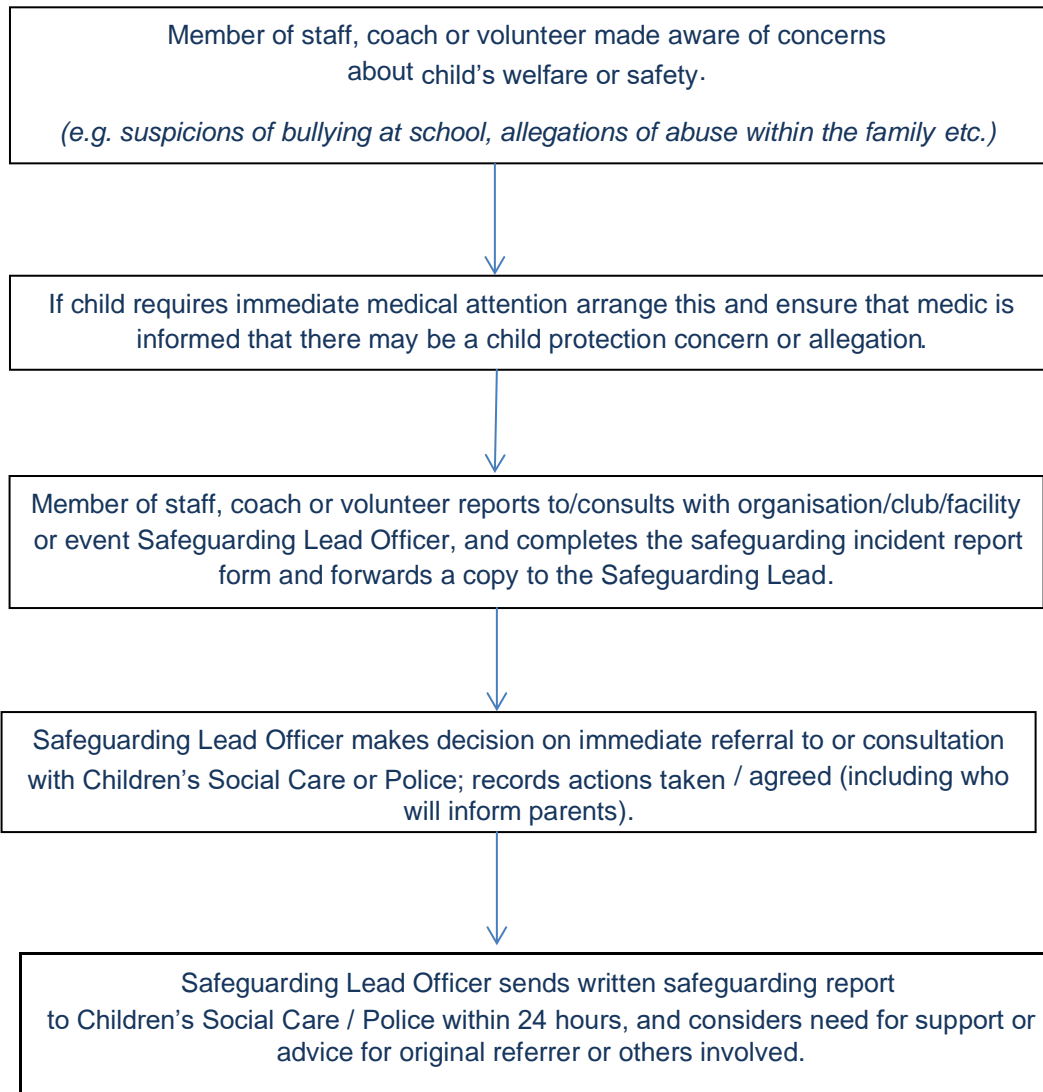 Member of staff, coach or volunteer made aware of concerns
about child’s welfare or safety.
(e.g. suspicions of bullying at school, allegations of abuse within the family etc.)
If child requires immediate medical attention arrange this and ensure that medic is
informed that there may be a child protection concern or allegation.
Member of staff, coach or volunteer reports to/consults with organisation/club/facility
or event Safeguarding Lead Officer, and completes the safeguarding incident report
form and forwards a copy to the Safeguarding Lead.
Safeguarding Lead Officer makes decision on immediate referral to or consultation
with Children’s Social Care or Police; records actions taken / agreed (including who
will inform parents).
Safeguarding Lead Officer sends written safeguarding report
to Children’s Social Care / Police within 24 hours, and considers need for support or
advice for original referrer or others involved.